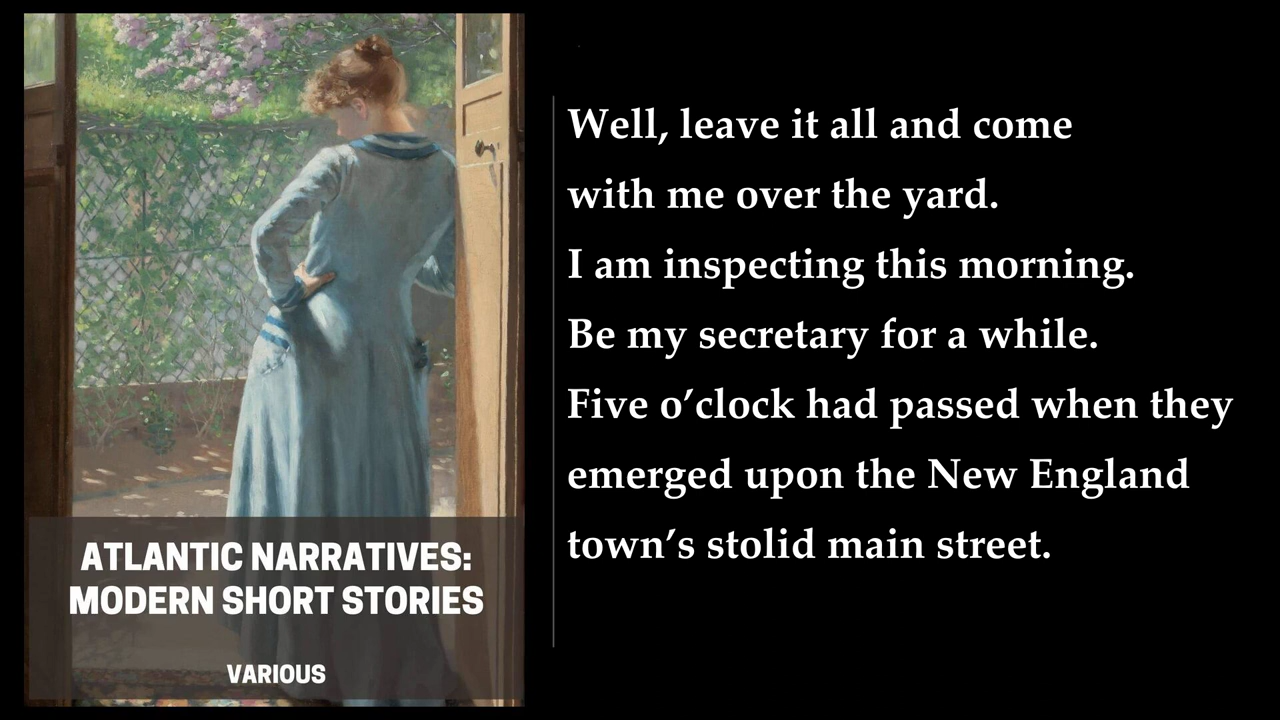 ATLANTIC NARRATIVES:
MODERN SHORT STORIES
VARIOUS
Well, leave it all and come
with me over the yard.
I am inspecting this morning.
Be my secretary for a while.
Five o’clock had passed when they
emerged upon the New England
town’s stolid main street.